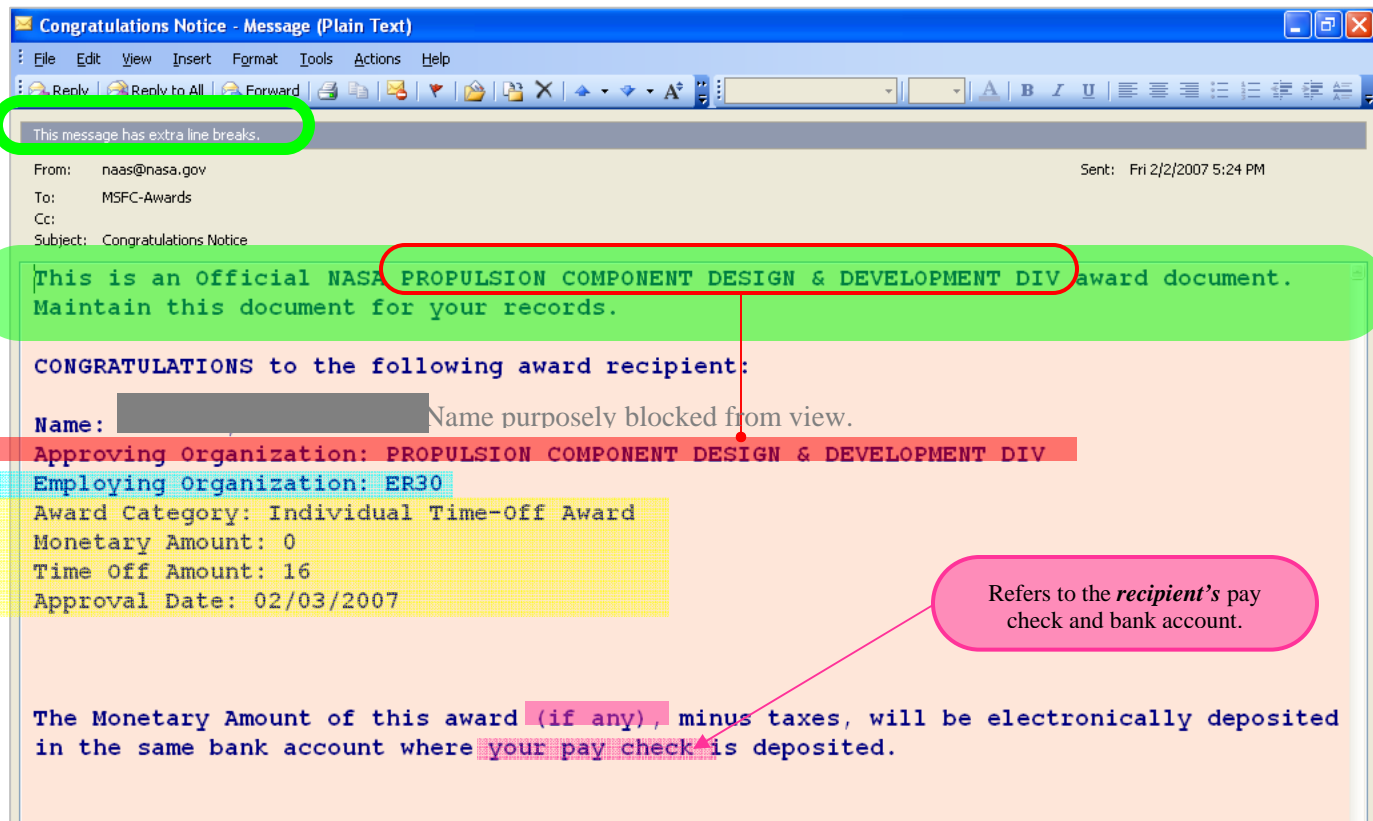 Congratulations Notice - Message (Plain Text)
File Edit View Insert Format Tools Actions Help
Reply Reply to All Forward A B I U
This message has extra line breaks.
From: naas@nasa.gov Sent: Fri 2/2/2007 5:24 PM
To: MSFC-Awards
Cc:
Subject: Congratulations Notice
This is an Official NASA PROPULSION COMPONENT DESIGN & DEVELOPMENT DIV award document.
Maintain this document for your records.
CONGRATULATIONS to the following award recipient:
Name: Name purposely blocked from view.
Approving Organization: PROPULSION COMPONENT DESIGN & DEVELOPMENT DIV
Employing Organization: ER30
Award Category: Individual Time-Off Award
Monetary Amount: 0
Time Off Amount: 16
Approval Date: 02/03/2007
Refers to the recipient's pay
check and bank account.
The Monetary Amount of this award (if any), minus taxes, will be electronically deposited
in the same bank account where your pay check is deposited.